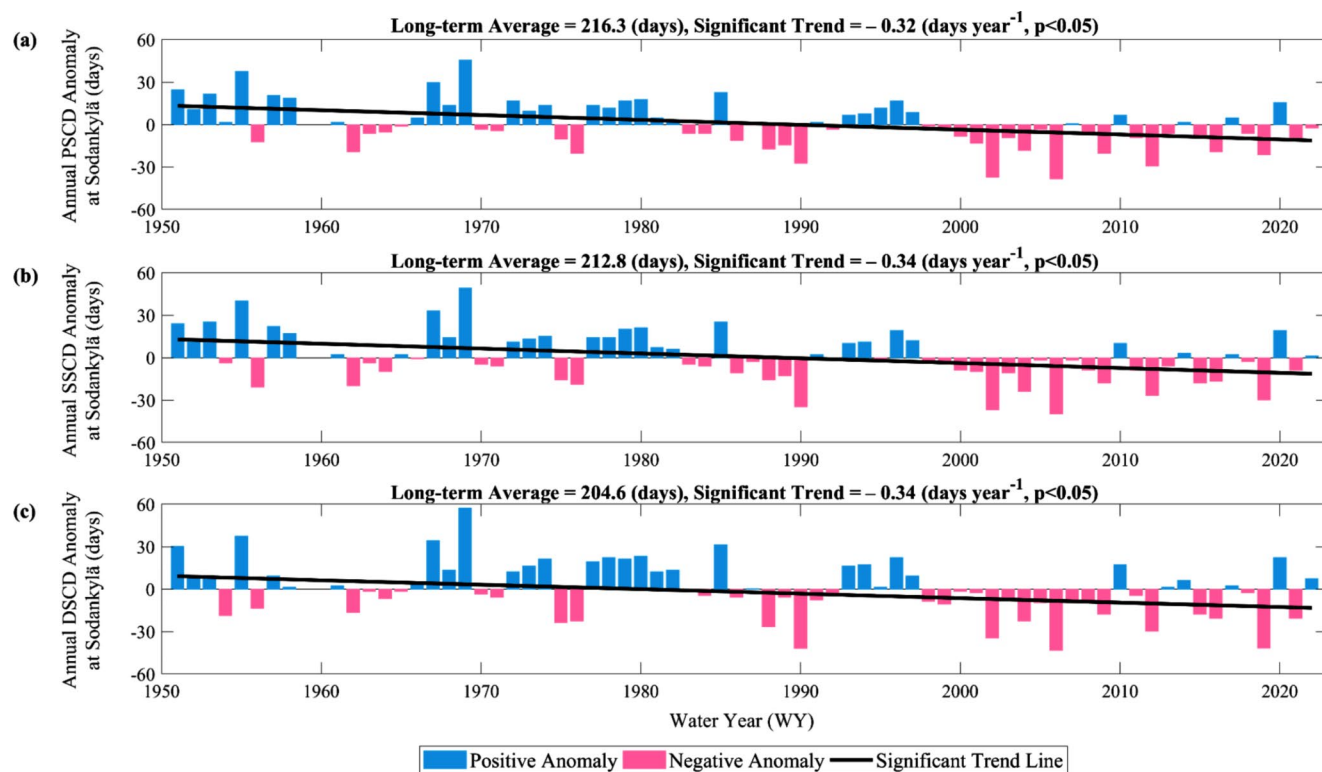 Long-term Average = 216.3 (days), Significant Trend = – 0.32 (days year⁻¹, p<0.05)
(a)
Annual PSCD Anomaly
at Sodankylä (days)
60
30
0
-30
-60
1950 1960 1970 1980 1990 2000 2010 2020
Long-term Average = 212.8 (days), Significant Trend = – 0.34 (days year⁻¹, p<0.05)
(b)
Annual SSCD Anomaly
at Sodankylä (days)
60
30
0
-30
-60
1950 1960 1970 1980 1990 2000 2010 2020
Long-term Average = 204.6 (days), Significant Trend = – 0.34 (days year⁻¹, p<0.05)
(c)
Annual DSCD Anomaly
at Sodankylä (days)
60
30
0
-30
-60
1950 1960 1970 1980 1990 2000 2010 2020
Water Year (WY)
Positive Anomaly Negative Anomaly Significant Trend Line